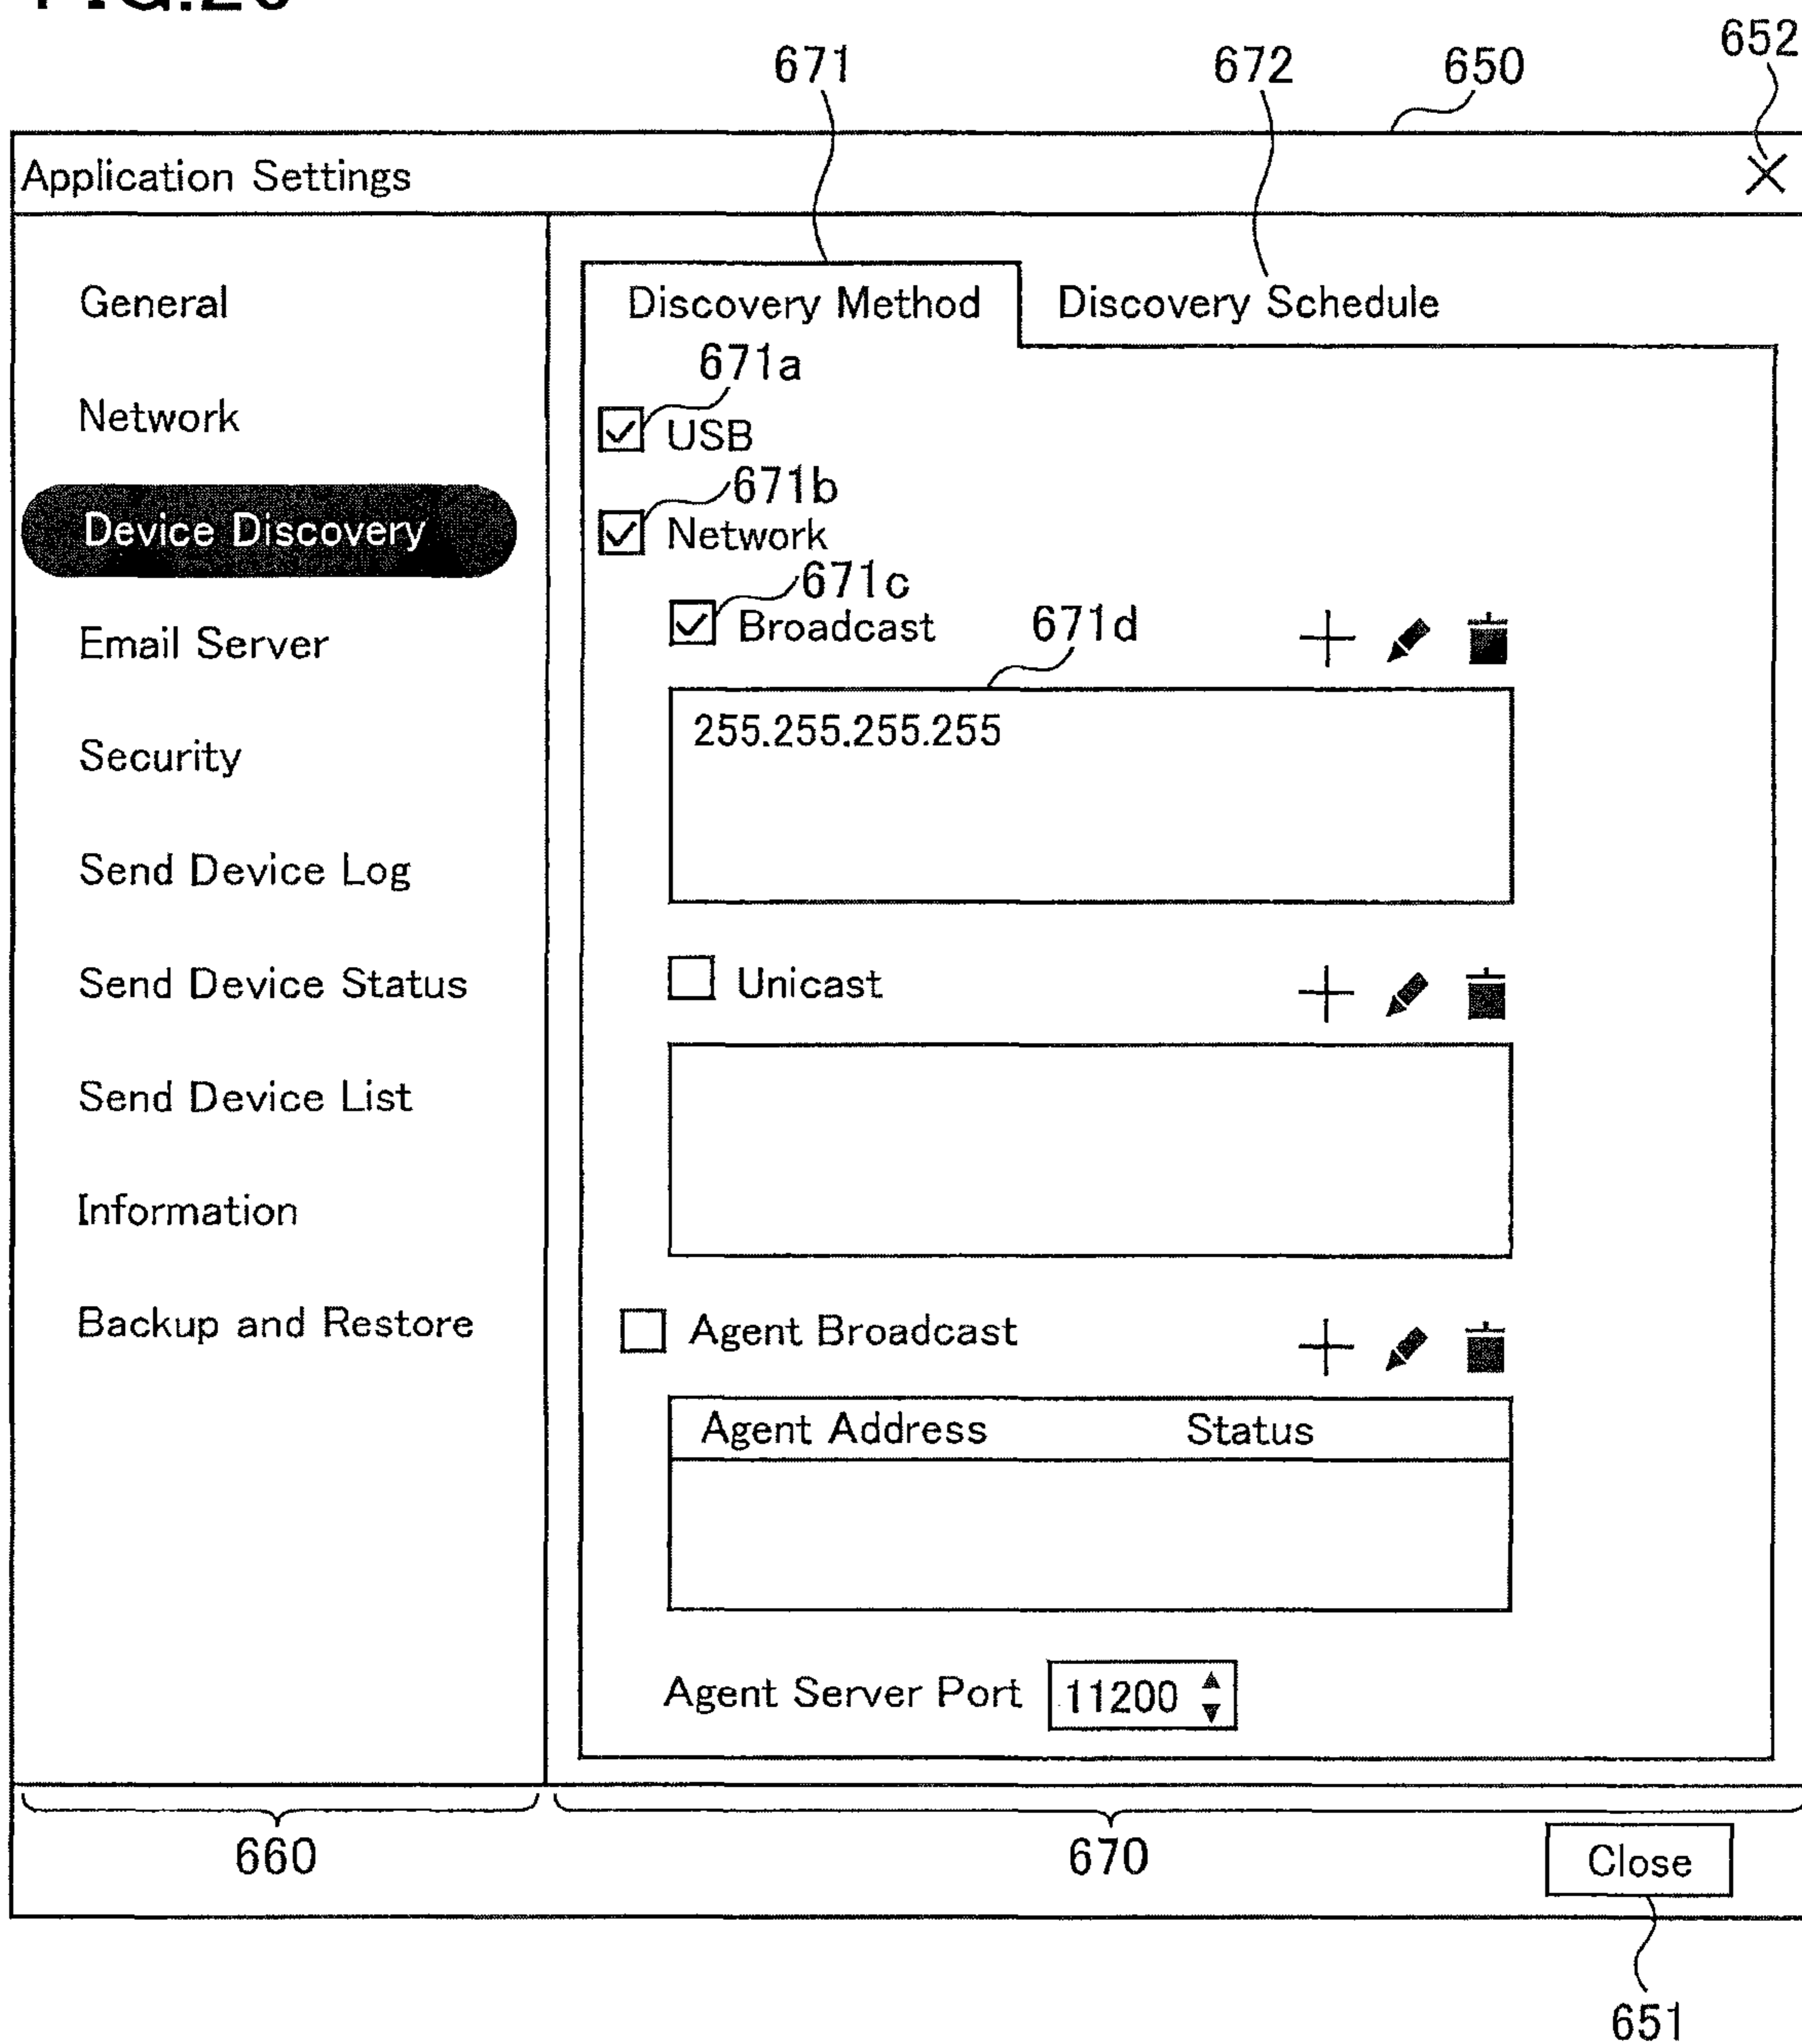 671 672 650 652
Application Settings
General
Network
Device Discovery
Email Server
Security
Send Device Log
Send Device Status
Send Device List
Information
Backup and Restore
Discovery Method Discovery Schedule
671a
USB
671b
Network
671c
Broadcast 671d
255.255.255.255
Unicast
Agent Broadcast
Agent Address Status
Agent Server Port 11200
660 670 Close
651